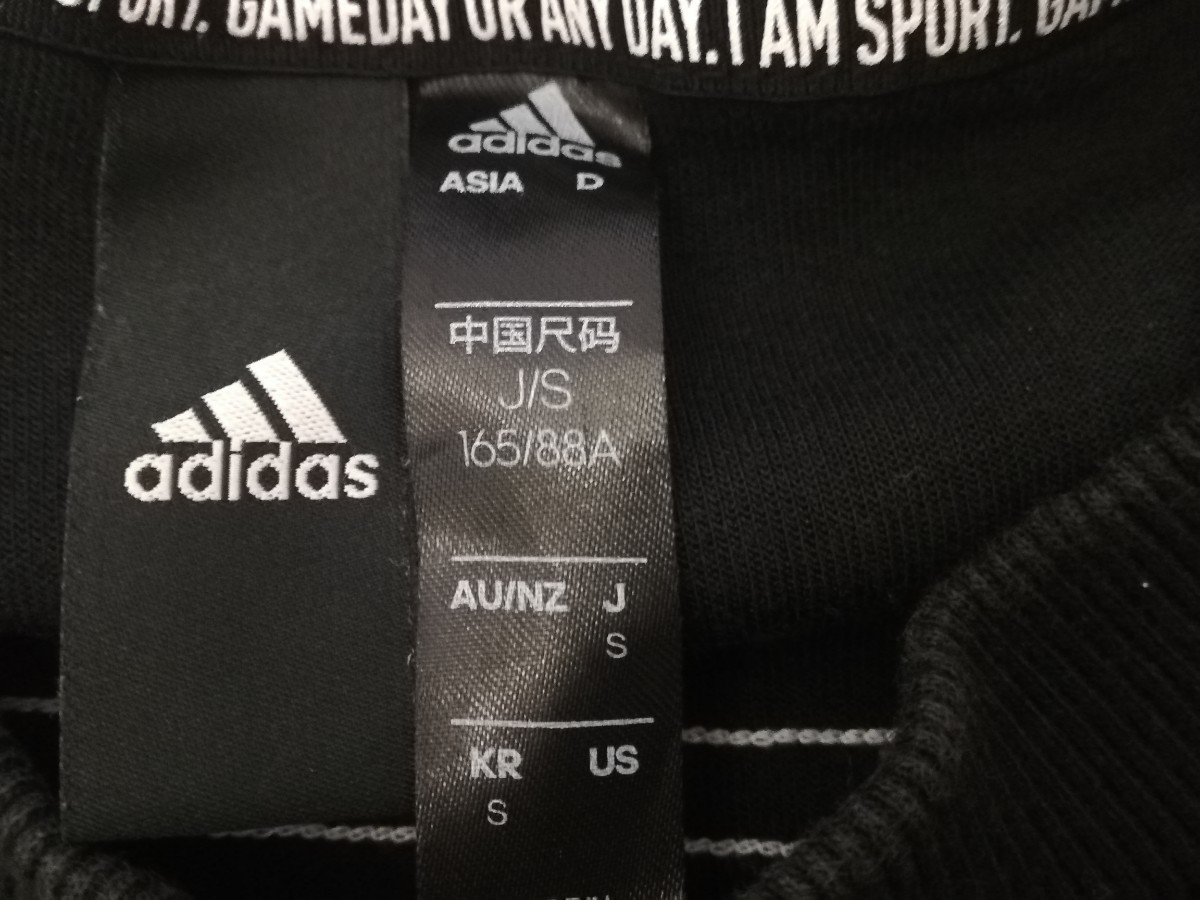 SPORT. GAMEDAY OR ANY DAY. I AM SPORT.
adidas
adidas
ASIA D
中国尺码
J/S
165/88A
AU/NZ J
S
KR US
S